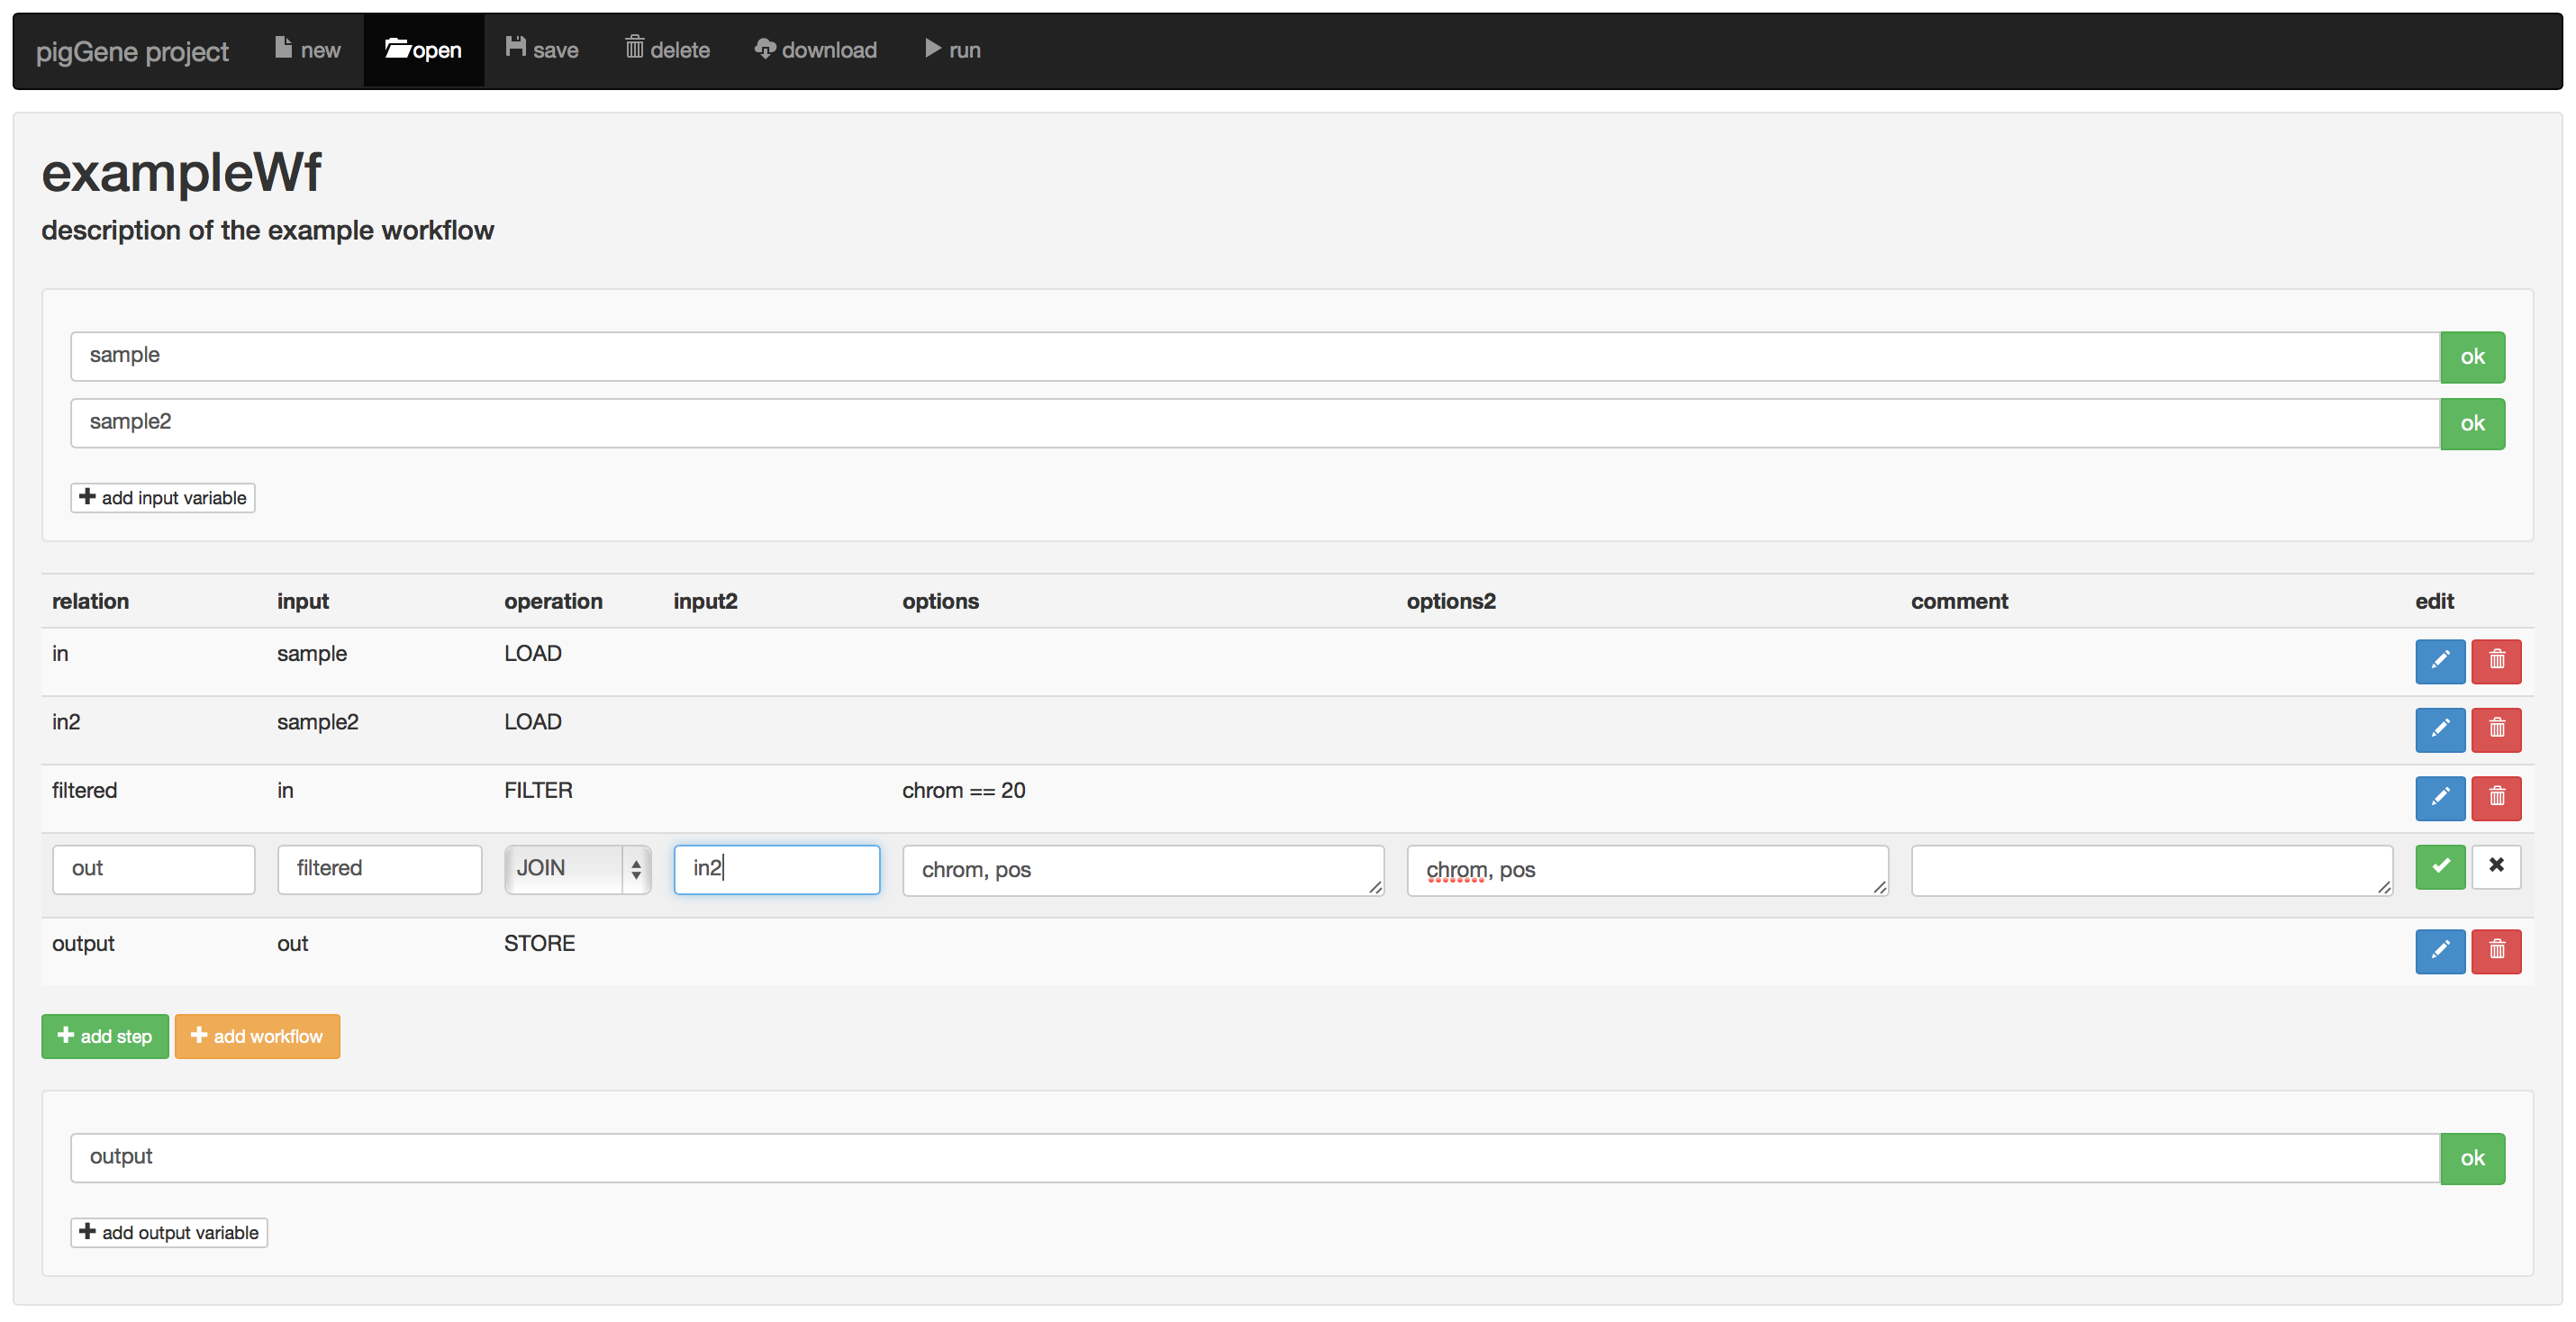 pigGene project new open save delete download run
exampleWf
description of the example workflow
sample ok
sample2 ok
add input variable
relation input operation input2 options options2 comment edit
in sample LOAD
in2 sample2 LOAD
filtered in FILTER chrom == 20
out filtered JOIN in2 chrom, pos chrom, pos
output out STORE
add step add workflow
output ok
add output variable